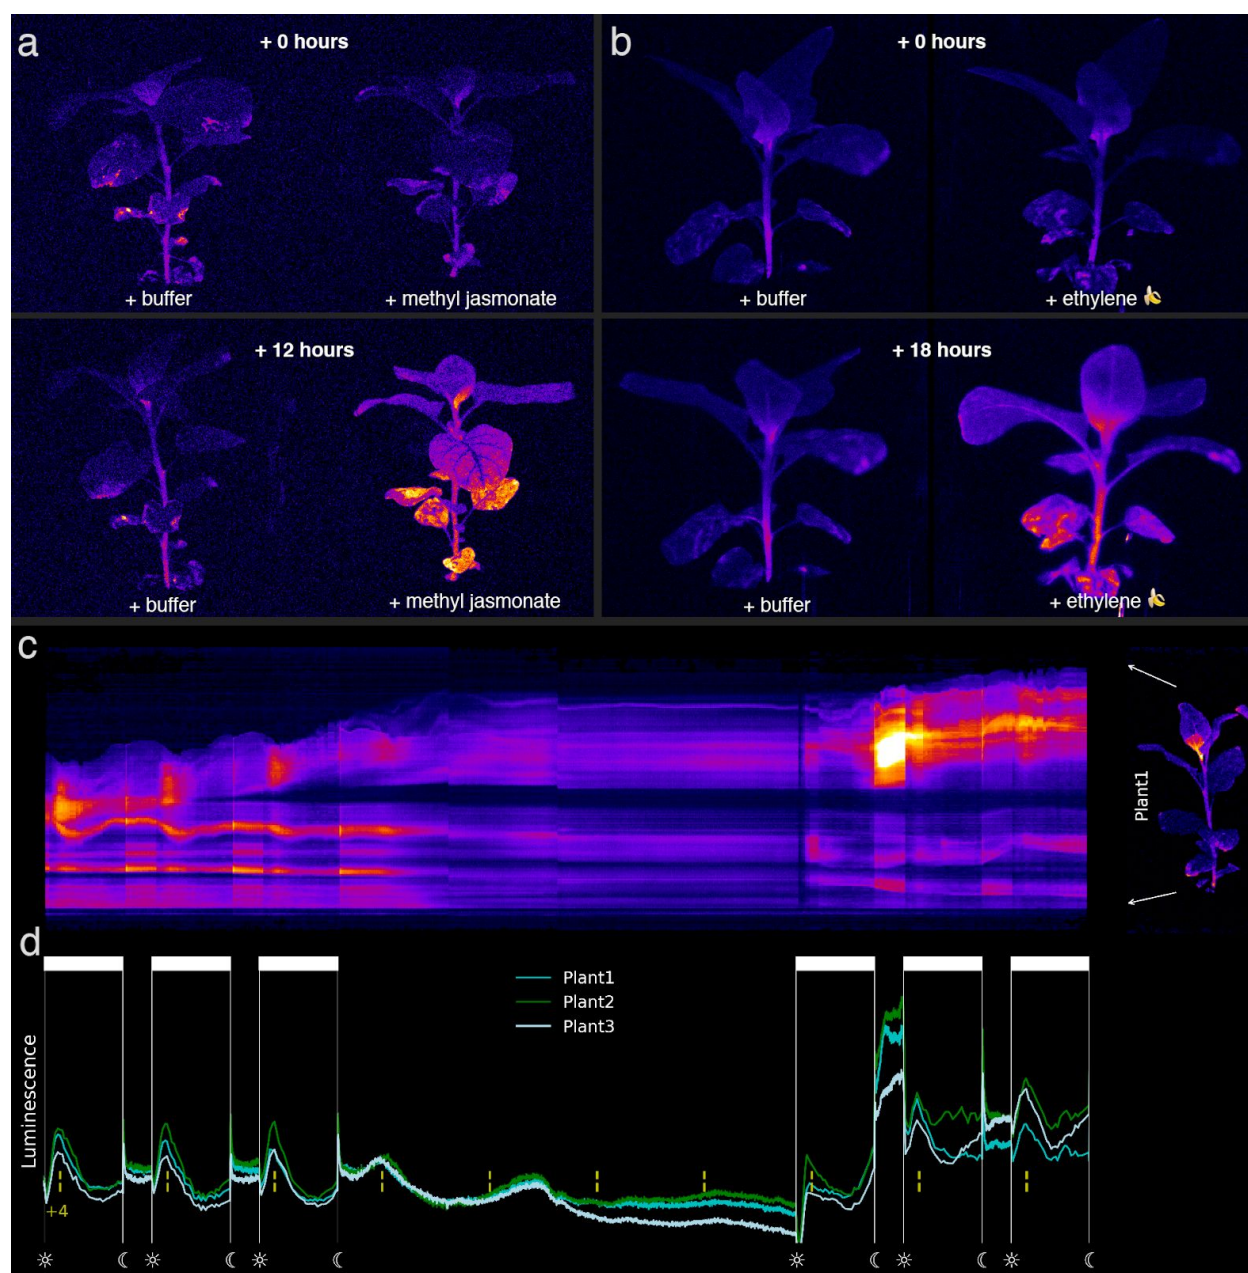 a
+ 0 hours
+ buffer
+ methyl jasmonate
+ 12 hours
+ buffer
+ methyl jasmonate
b
+ 0 hours
+ buffer
+ ethylene 🍌
+ 18 hours
+ buffer
+ ethylene 🍌
c
Plant1
d
Plant1
Plant2
Plant3
Luminescence
+4